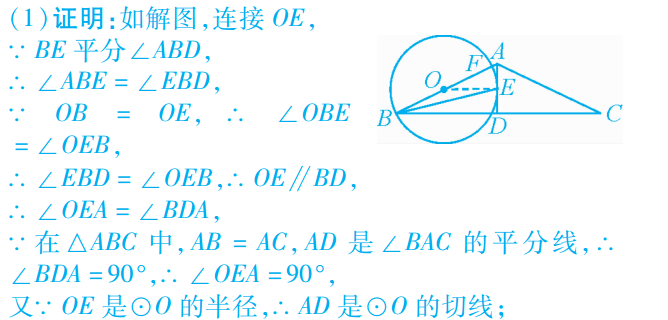 (1)证明:如解图,连接 OE,
∵ BE 平分∠ABD,
∴ ∠ABE = ∠EBD,
∵ OB = OE, ∴ ∠OBE
= ∠OEB,
∴ ∠EBD = ∠OEB,∴ OE∥BD,
∴ ∠OEA = ∠BDA,
∵ 在△ABC 中,AB = AC,AD 是∠BAC 的平分线,∴
∠BDA = 90°,∴ ∠OEA = 90°,
又∵ OE 是⊙O 的半径,∴ AD 是⊙O 的切线;
F A
O E
B D C